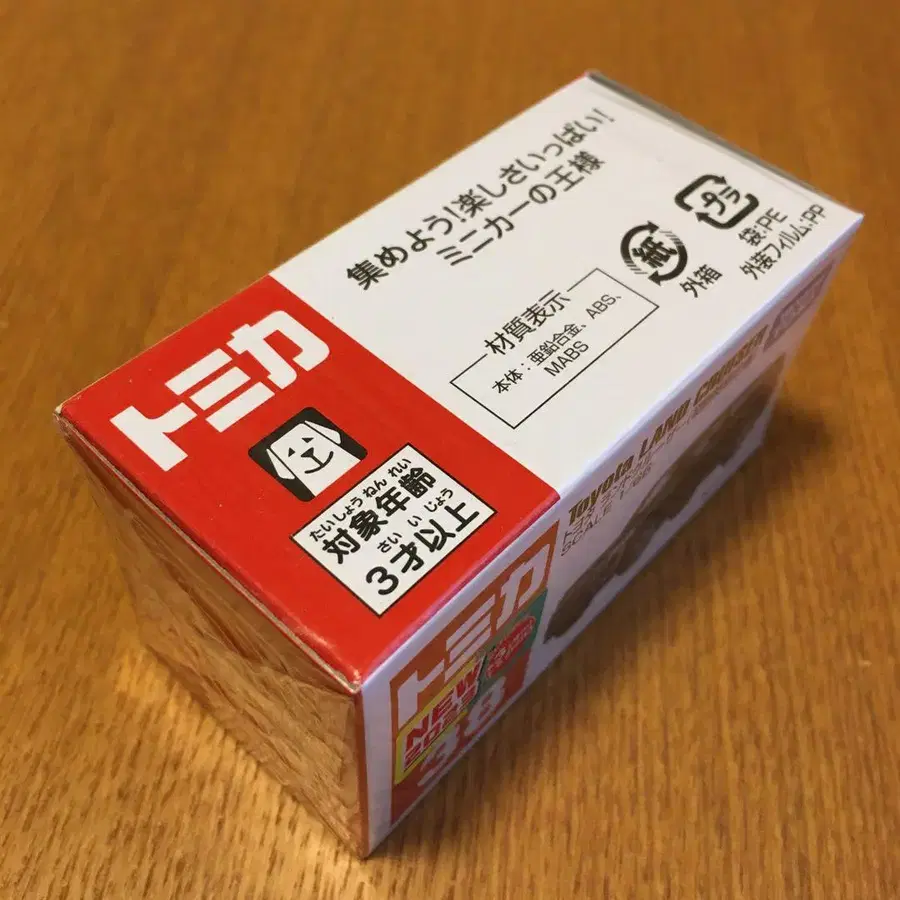 集めよう!楽しさいっぱい!
ミニカーの王様
トミカ
たいしょう ねん れい
対象年齢
さい い じょう
3才以上
材質表示
本体:亜鉛合金、ABS、
MABS
紙
外箱
プラ
袋:PE
外装フィルム:PP
トミカ
NEW
38
Toyota LAND CRUISER
SCALE 1/66